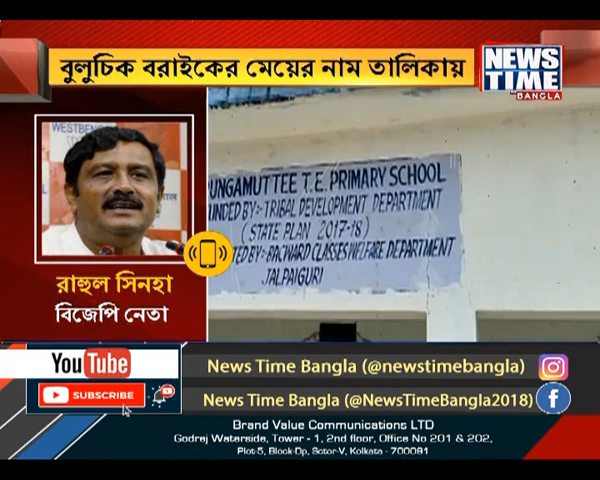 বুলুচিক বরাইকের মেয়ের নাম তালিকায়
NEWS
TIME
BANGLA
WESTBEN
রাহুল সিনহা
বিজেপি নেতা
UNGAMUTTEE T.E. PRIMARY SCHOOL
UNDED BY:- TRIBAL DEVELOPMENT DEPARTMENT
(STATE PLAN 2017-18)
TED BY:- BACWARD CLASSES WELFARE DEPARTMENT
JALPAIGURI
YouTube
SUBSCRIBE
News Time Bangla (@newstimebangla)
News Time Bangla (@NewsTimeBangla2018)
Brand Value Communications LTD
Godrej Waterside, Tower - 1, 2nd floor, Office No 201 & 202,
Plot-5, Block-Dp, Sctor-V, Kolkata - 700091